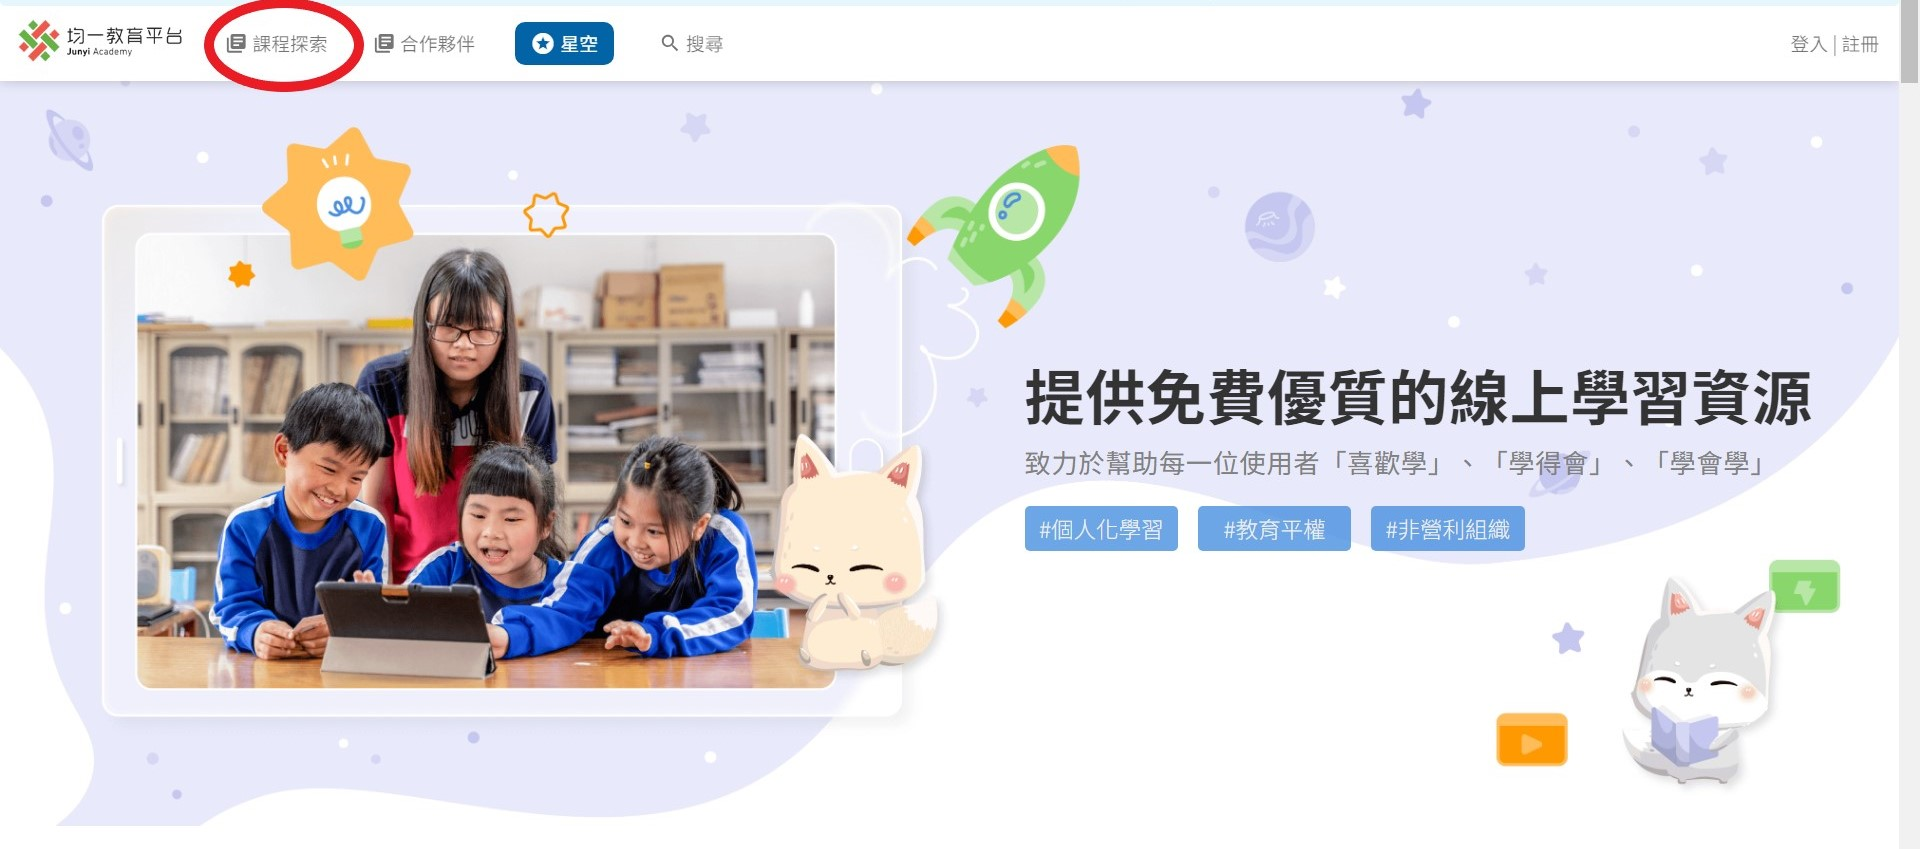 均一教育平台
Junyi Academy
課程探索
合作夥伴
星空
搜尋
登入 | 註冊
提供免費優質的線上學習資源
致力於幫助每一位使用者「喜歡學」、「學得會」、「學會學」
#個人化學習
#教育平權
#非營利組織